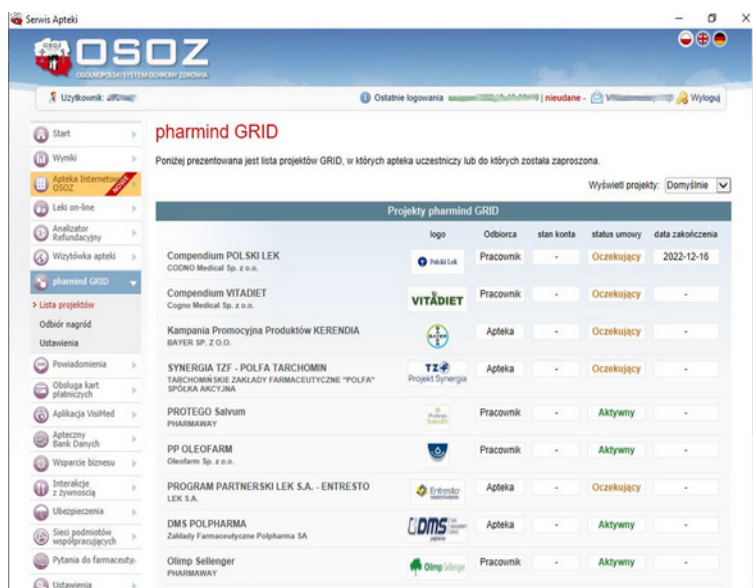 Serwis Apteki
OSOZ
OSOZ
OGÓLNOPOLSKI SYSTEM OCHRONY ZDROWIA
Użytkownik:
Ostatnie logowania | nieudane - Wyloguj
Start
Wyniki
Apteka Internetowa
OSOZ
NOWE
Leki on-line
Analizator
Refundacyjny
Wizytówka apteki
pharmind GRID
Lista projektów
Odbiór nagród
Ustawienia
Powiadomienia
Obsługa kart
płatniczych
Aplikacja VisiMed
Apteczny
Bank Danych
Wsparcie biznesu
Interakcje
z żywnością
Ubezpieczenia
Sieci podmiotów
współpracujących
Pytania do farmaceuty
Ustawienia
pharmind GRID
Poniżej prezentowana jest lista projektów GRID, w których apteka uczestniczy lub do których została zaproszona.
Wyświetl projekty: Domyślnie
Projekty pharmind GRID
logo Odbiorca stan konta status umowy data zakończenia
Compendium POLSKI LEK Polski Lek Pracownik - Oczekujący 2022-12-16
CODNO Medical Sp. z o.o.
Compendium VITADIET VITADIET Pracownik - Oczekujący -
Cogno Medical Sp. z o.o.
Kampania Promocyjna Produktów KERENDIA BAYER Apteka - Oczekujący -
BAYER SP. Z O.O.
SYNERGIA TZF - POLFA TARCHOMIN TZF Apteka - Oczekujący -
Projekt Synergia
TARCHOMIŃSKIE ZAKŁADY FARMACEUTYCZNE "POLFA"
SPÓŁKA AKCYJNA
PROTEGO Salvum Protego Salvum Pracownik - Aktywny -
PHARMAWAY
PP OLEOFARM Pracownik - Aktywny -
Oleofarm Sp. z o.o.
PROGRAM PARTNERSKI LEK S.A. - ENTRESTO Entresto Apteka - Oczekujący -
LEK S.A.
DMS POLPHARMA DMS Apteka - Aktywny -
Zakłady Farmaceutyczne Polpharma SA
Olimp Sellenger Olimp Sellenger Pracownik - Aktywny -
PHARMAWAY